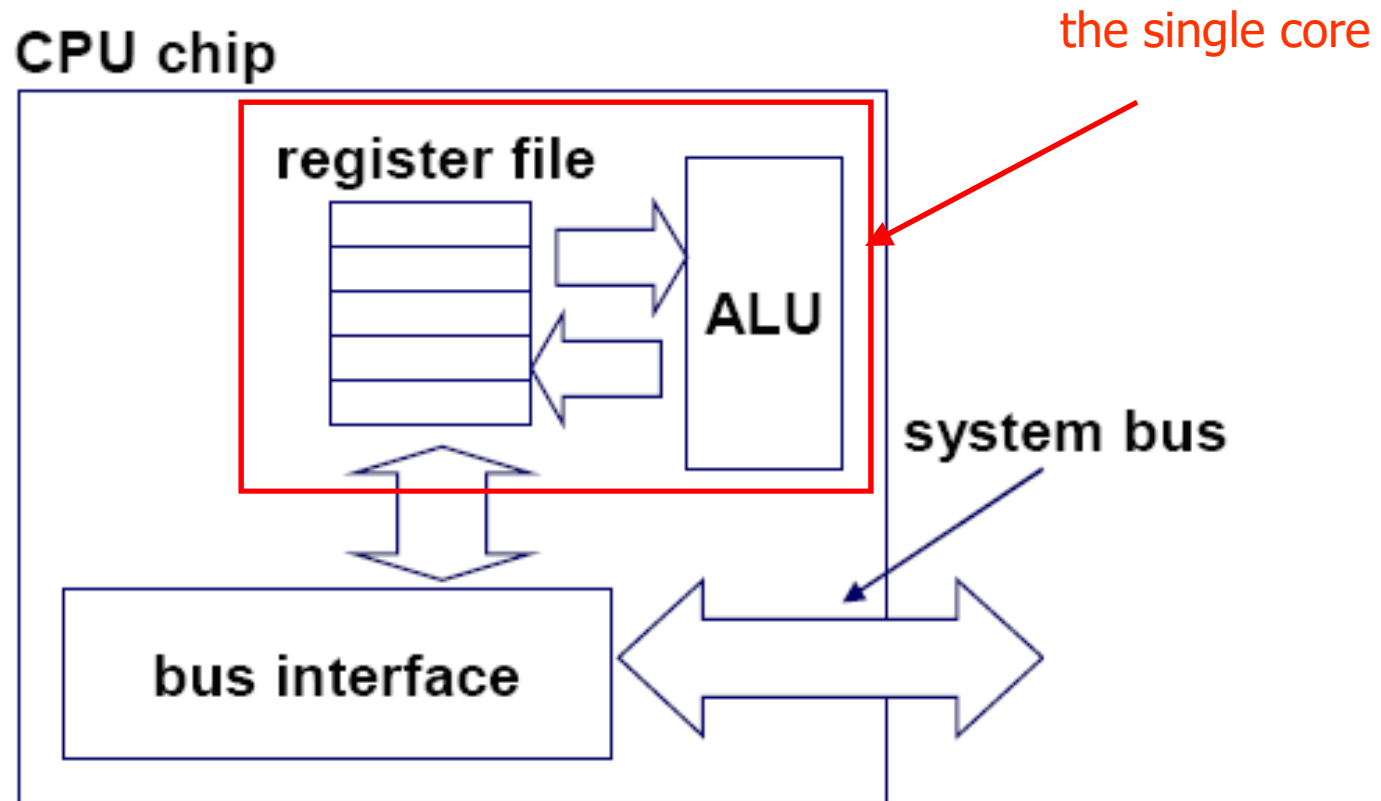 the single core
CPU chip
register file
ALU
system bus
bus interface